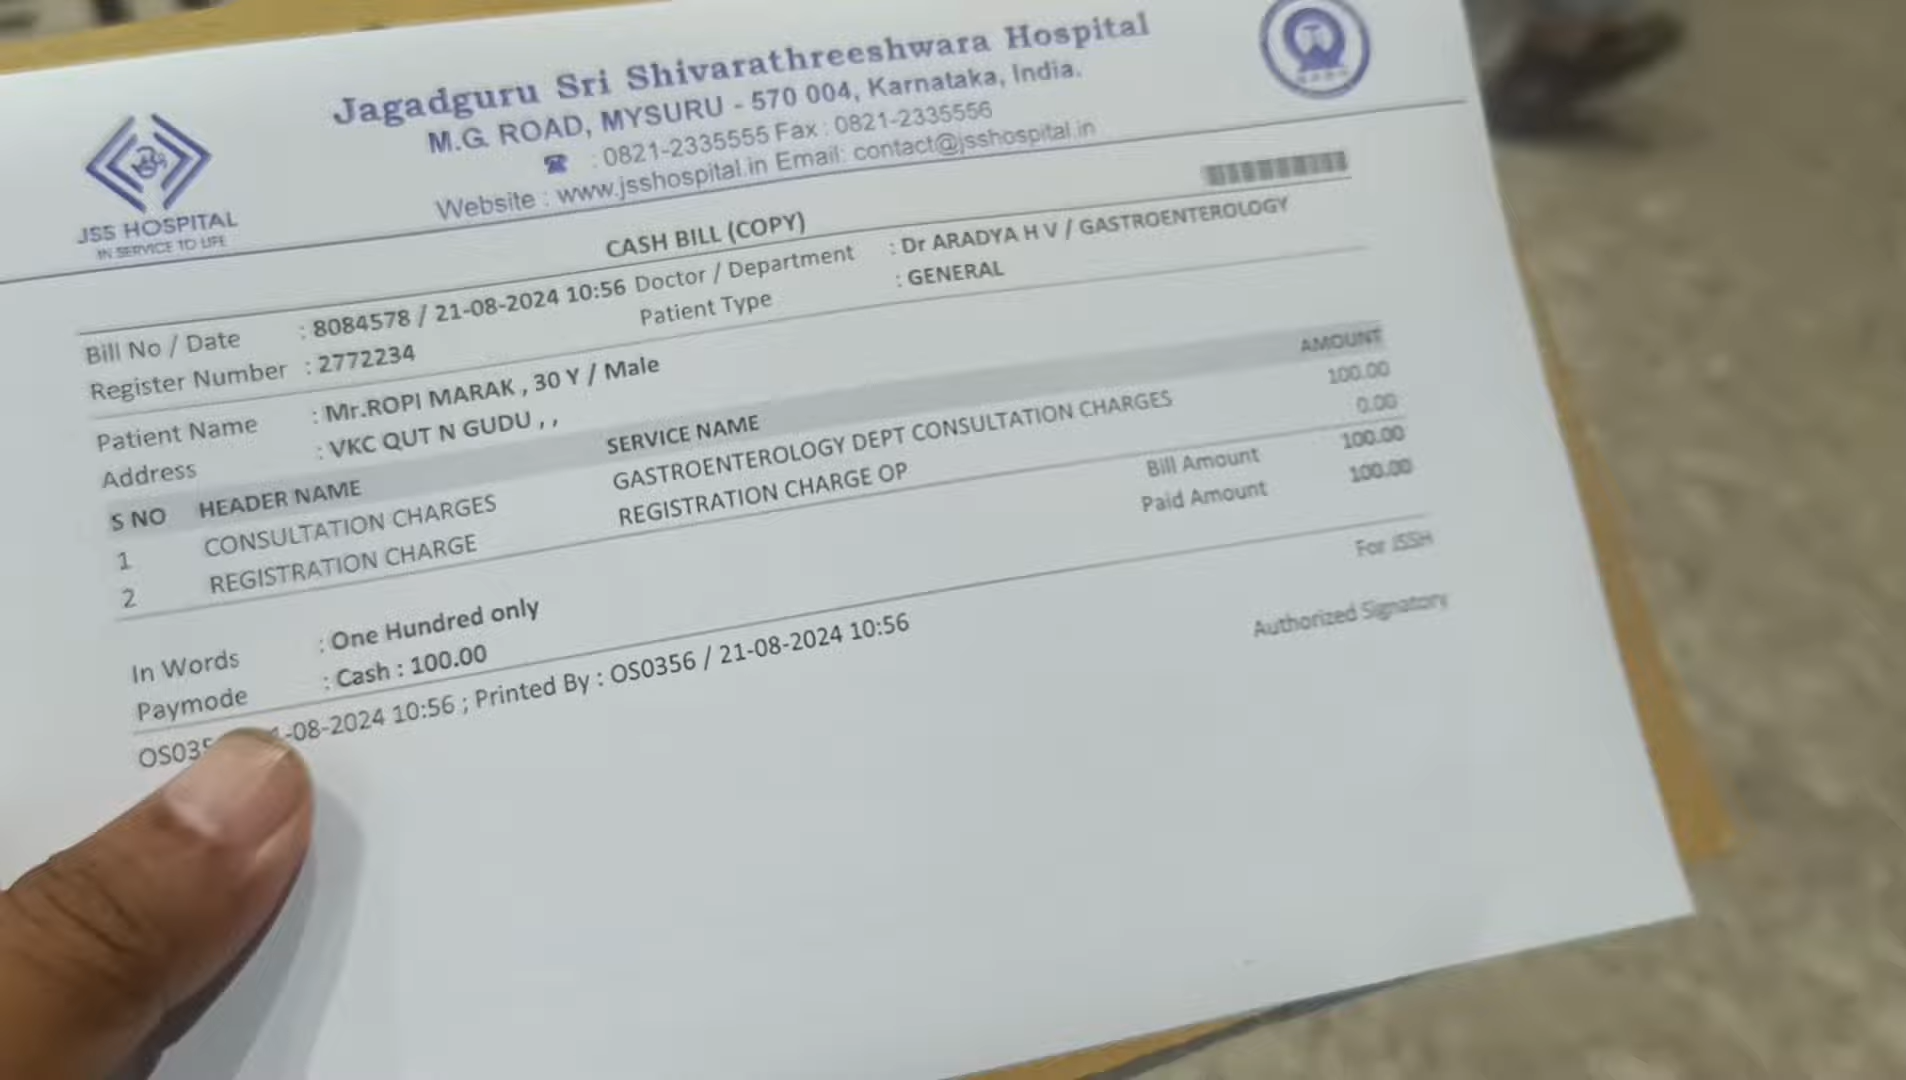 Jagadguru Sri Shivarathreeshwara Hospital
M.G. ROAD, MYSURU - 570 004, Karnataka, India.
: 0821-2335555 Fax : 0821-2335556
Website : www.jsshospital.in Email: contact@jsshospital.in
JSS HOSPITAL
IN SERVICE TO LIFE
CASH BILL (COPY)
Bill No / Date : 8084578 / 21-08-2024 10:56 Doctor / Department : Dr ARADYA H V / GASTROENTEROLOGY
Register Number : 2772234 Patient Type : GENERAL
Patient Name : Mr.ROPI MARAK , 30 Y / Male
Address : VKC QUT N GUDU , ,
S NO HEADER NAME SERVICE NAME AMOUNT
1 CONSULTATION CHARGES GASTROENTEROLOGY DEPT CONSULTATION CHARGES 100.00
2 REGISTRATION CHARGE REGISTRATION CHARGE OP 0.00
Bill Amount 100.00
Paid Amount 100.00
In Words : One Hundred only
Paymode : Cash : 100.00
For JSSH
-08-2024 10:56 ; Printed By : OS0356 / 21-08-2024 10:56
Authorized Signatory